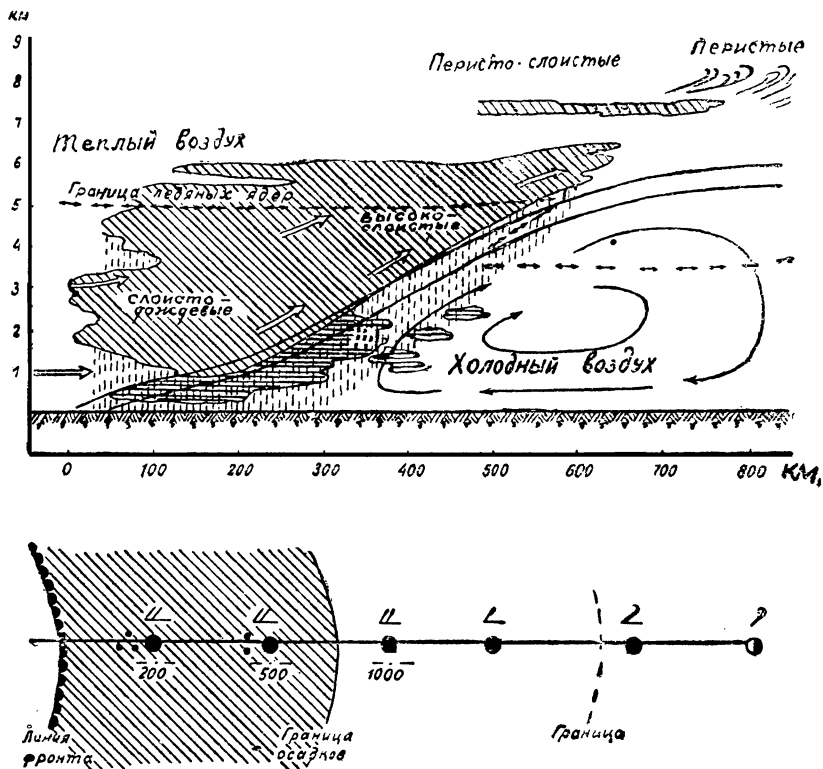 км
9
8
7
6
5
4
3
2
1
Перисто-слоистые
Перистые
Теплый воздух
Граница ледяных ядер
Высоко-
слоистые
Слоисто-
дождевые
Холодный воздух
0 100 200 300 400 500 600 700 800 КМ,
200 500 1000
Линия
фронта
Граница
осадков
Граница